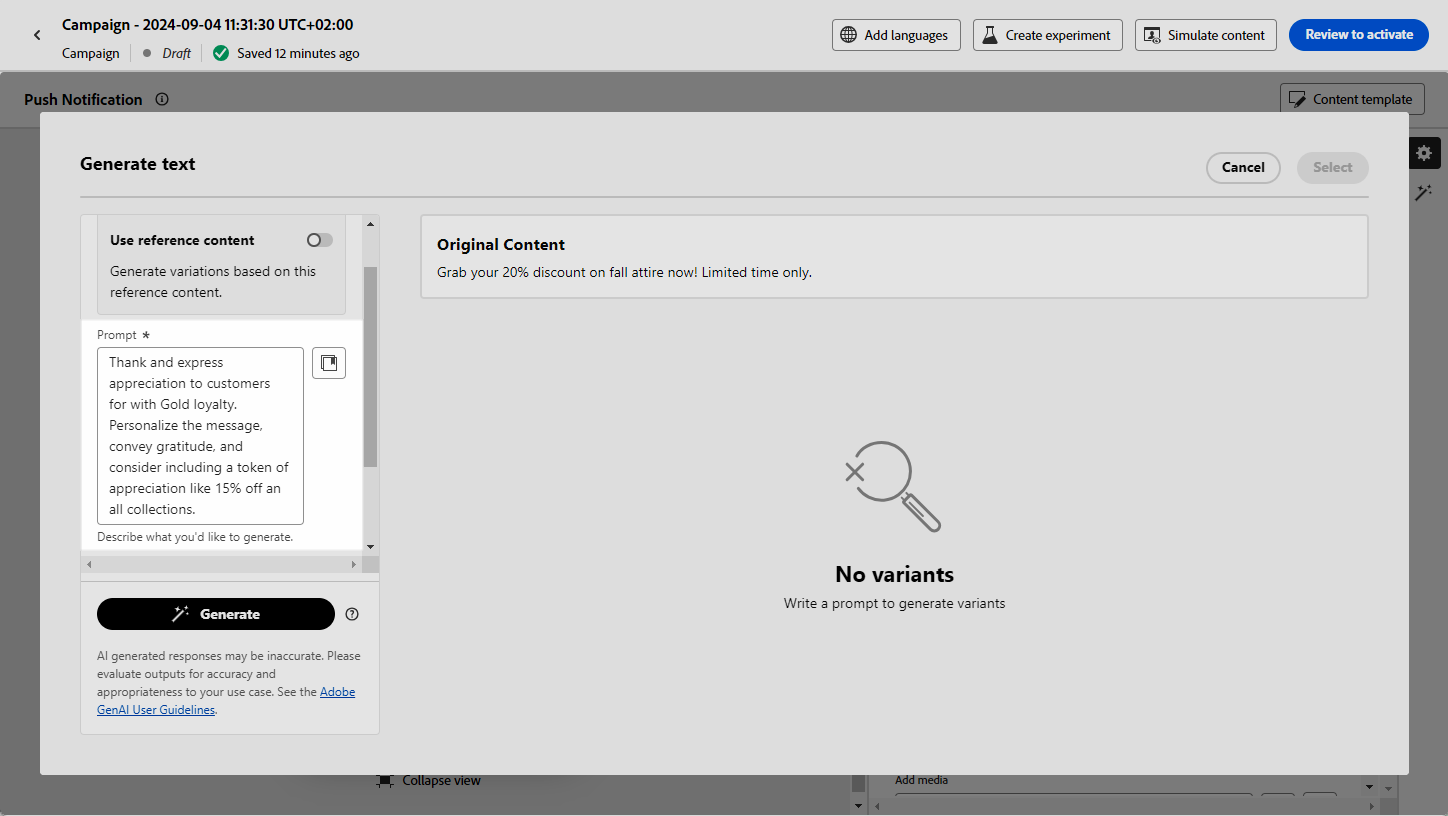 Campaign - 2024-09-04 11:31:30 UTC+02:00
Campaign Draft Saved 12 minutes ago
Add languages
Create experiment
Simulate content
Review to activate
Push Notification
Content template
Generate text
Cancel
Select
Use reference content
Generate variations based on this
reference content.
Prompt *
Thank and express
appreciation to customers
for with Gold loyalty.
Personalize the message,
convey gratitude, and
consider including a token of
appreciation like 15% off an
all collections.
Describe what you'd like to generate.
Generate
AI generated responses may be inaccurate. Please
evaluate outputs for accuracy and
appropriateness to your use case. See the Adobe
GenAI User Guidelines.
Original Content
Grab your 20% discount on fall attire now! Limited time only.
No variants
Write a prompt to generate variants
Collapse view
Add media